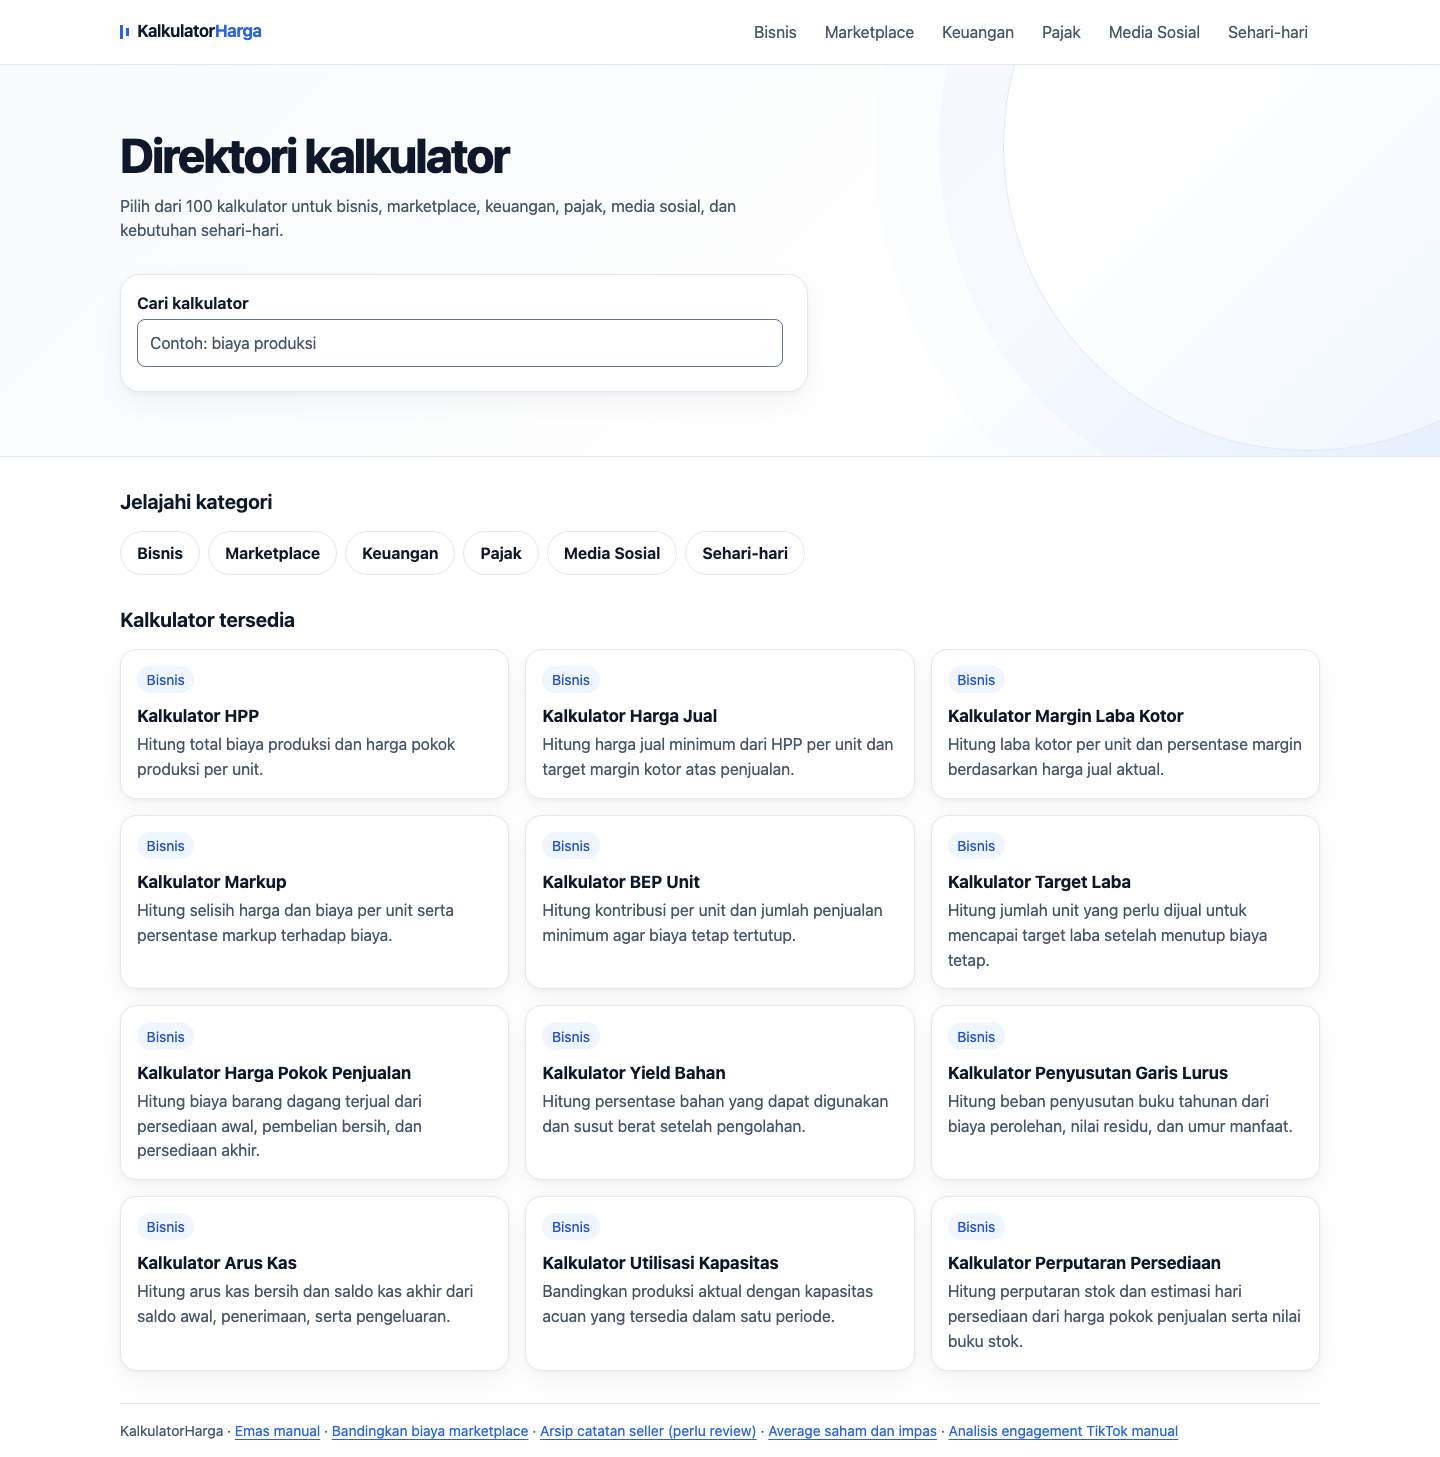 KalkulatorHarga
Bisnis Marketplace Keuangan Pajak Media Sosial Sehari-hari
Direktori kalkulator
Pilih dari 100 kalkulator untuk bisnis, marketplace, keuangan, pajak, media sosial, dan
kebutuhan sehari-hari.
Cari kalkulator
Contoh: biaya produksi
Jelajahi kategori
Bisnis Marketplace Keuangan Pajak Media Sosial Sehari-hari
Kalkulator tersedia
Bisnis
Kalkulator HPP
Hitung total biaya produksi dan harga pokok
produksi per unit.
Bisnis
Kalkulator Harga Jual
Hitung harga jual minimum dari HPP per unit dan
target margin kotor atas penjualan.
Bisnis
Kalkulator Margin Laba Kotor
Hitung laba kotor per unit dan persentase margin
berdasarkan harga jual aktual.
Bisnis
Kalkulator Markup
Hitung selisih harga dan biaya per unit serta
persentase markup terhadap biaya.
Bisnis
Kalkulator BEP Unit
Hitung kontribusi per unit dan jumlah penjualan
minimum agar biaya tetap tertutup.
Bisnis
Kalkulator Target Laba
Hitung jumlah unit yang perlu dijual untuk
mencapai target laba setelah menutup biaya
tetap.
Bisnis
Kalkulator Harga Pokok Penjualan
Hitung biaya barang dagang terjual dari
persediaan awal, pembelian bersih, dan
persediaan akhir.
Bisnis
Kalkulator Yield Bahan
Hitung persentase bahan yang dapat digunakan
dan susut berat setelah pengolahan.
Bisnis
Kalkulator Penyusutan Garis Lurus
Hitung beban penyusutan buku tahunan dari
biaya perolehan, nilai residu, dan umur manfaat.
Bisnis
Kalkulator Arus Kas
Hitung arus kas bersih dan saldo kas akhir dari
saldo awal, penerimaan, serta pengeluaran.
Bisnis
Kalkulator Utilisasi Kapasitas
Bandingkan produksi aktual dengan kapasitas
acuan yang tersedia dalam satu periode.
Bisnis
Kalkulator Perputaran Persediaan
Hitung perputaran stok dan estimasi hari
persediaan dari harga pokok penjualan serta nilai
buku stok.
KalkulatorHarga · Emas manual · Bandingkan biaya marketplace · Arsip catatan seller (perlu review) · Average saham dan impas · Analisis engagement TikTok manual